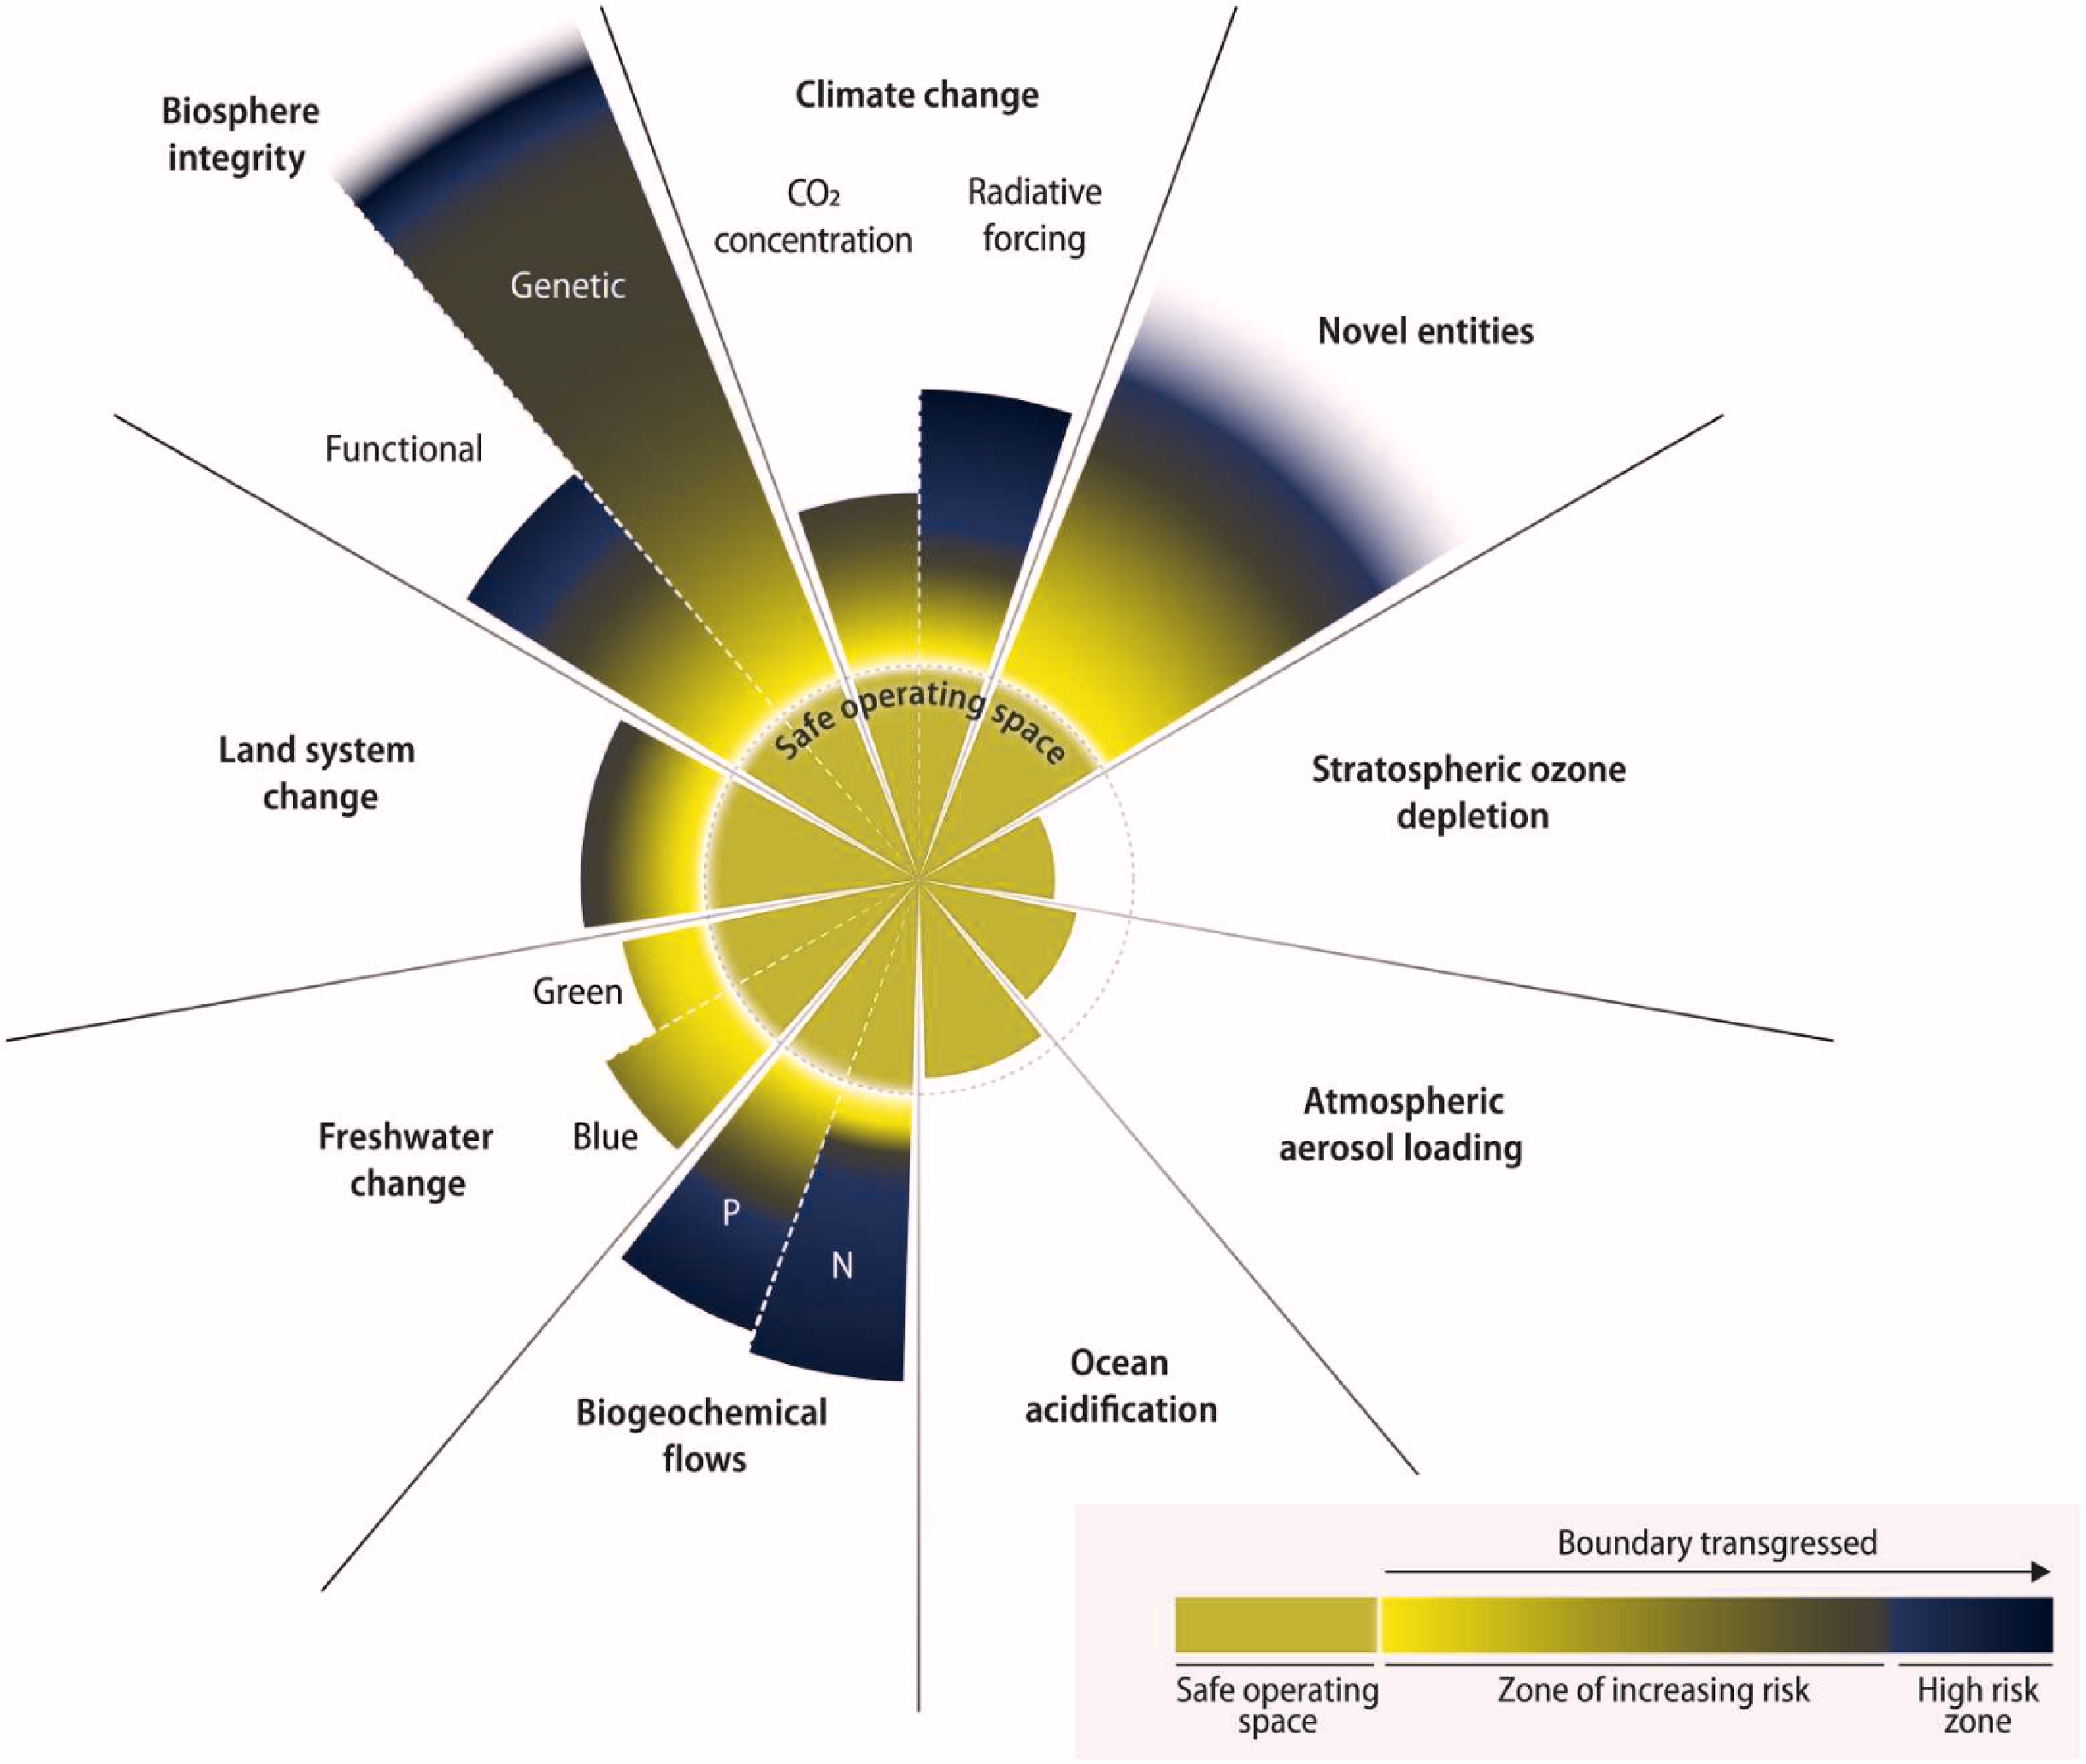 Biosphere
integrity
Genetic
Functional
Climate change
CO₂
concentration
Radiative
forcing
Novel entities
Safe operating space
Stratospheric ozone
depletion
Land system
change
Green
Freshwater
change
Blue
Atmospheric
aerosol loading
P
N
Biogeochemical
flows
Ocean
acidification
Boundary transgressed
Safe operating
space
Zone of increasing risk
High risk
zone